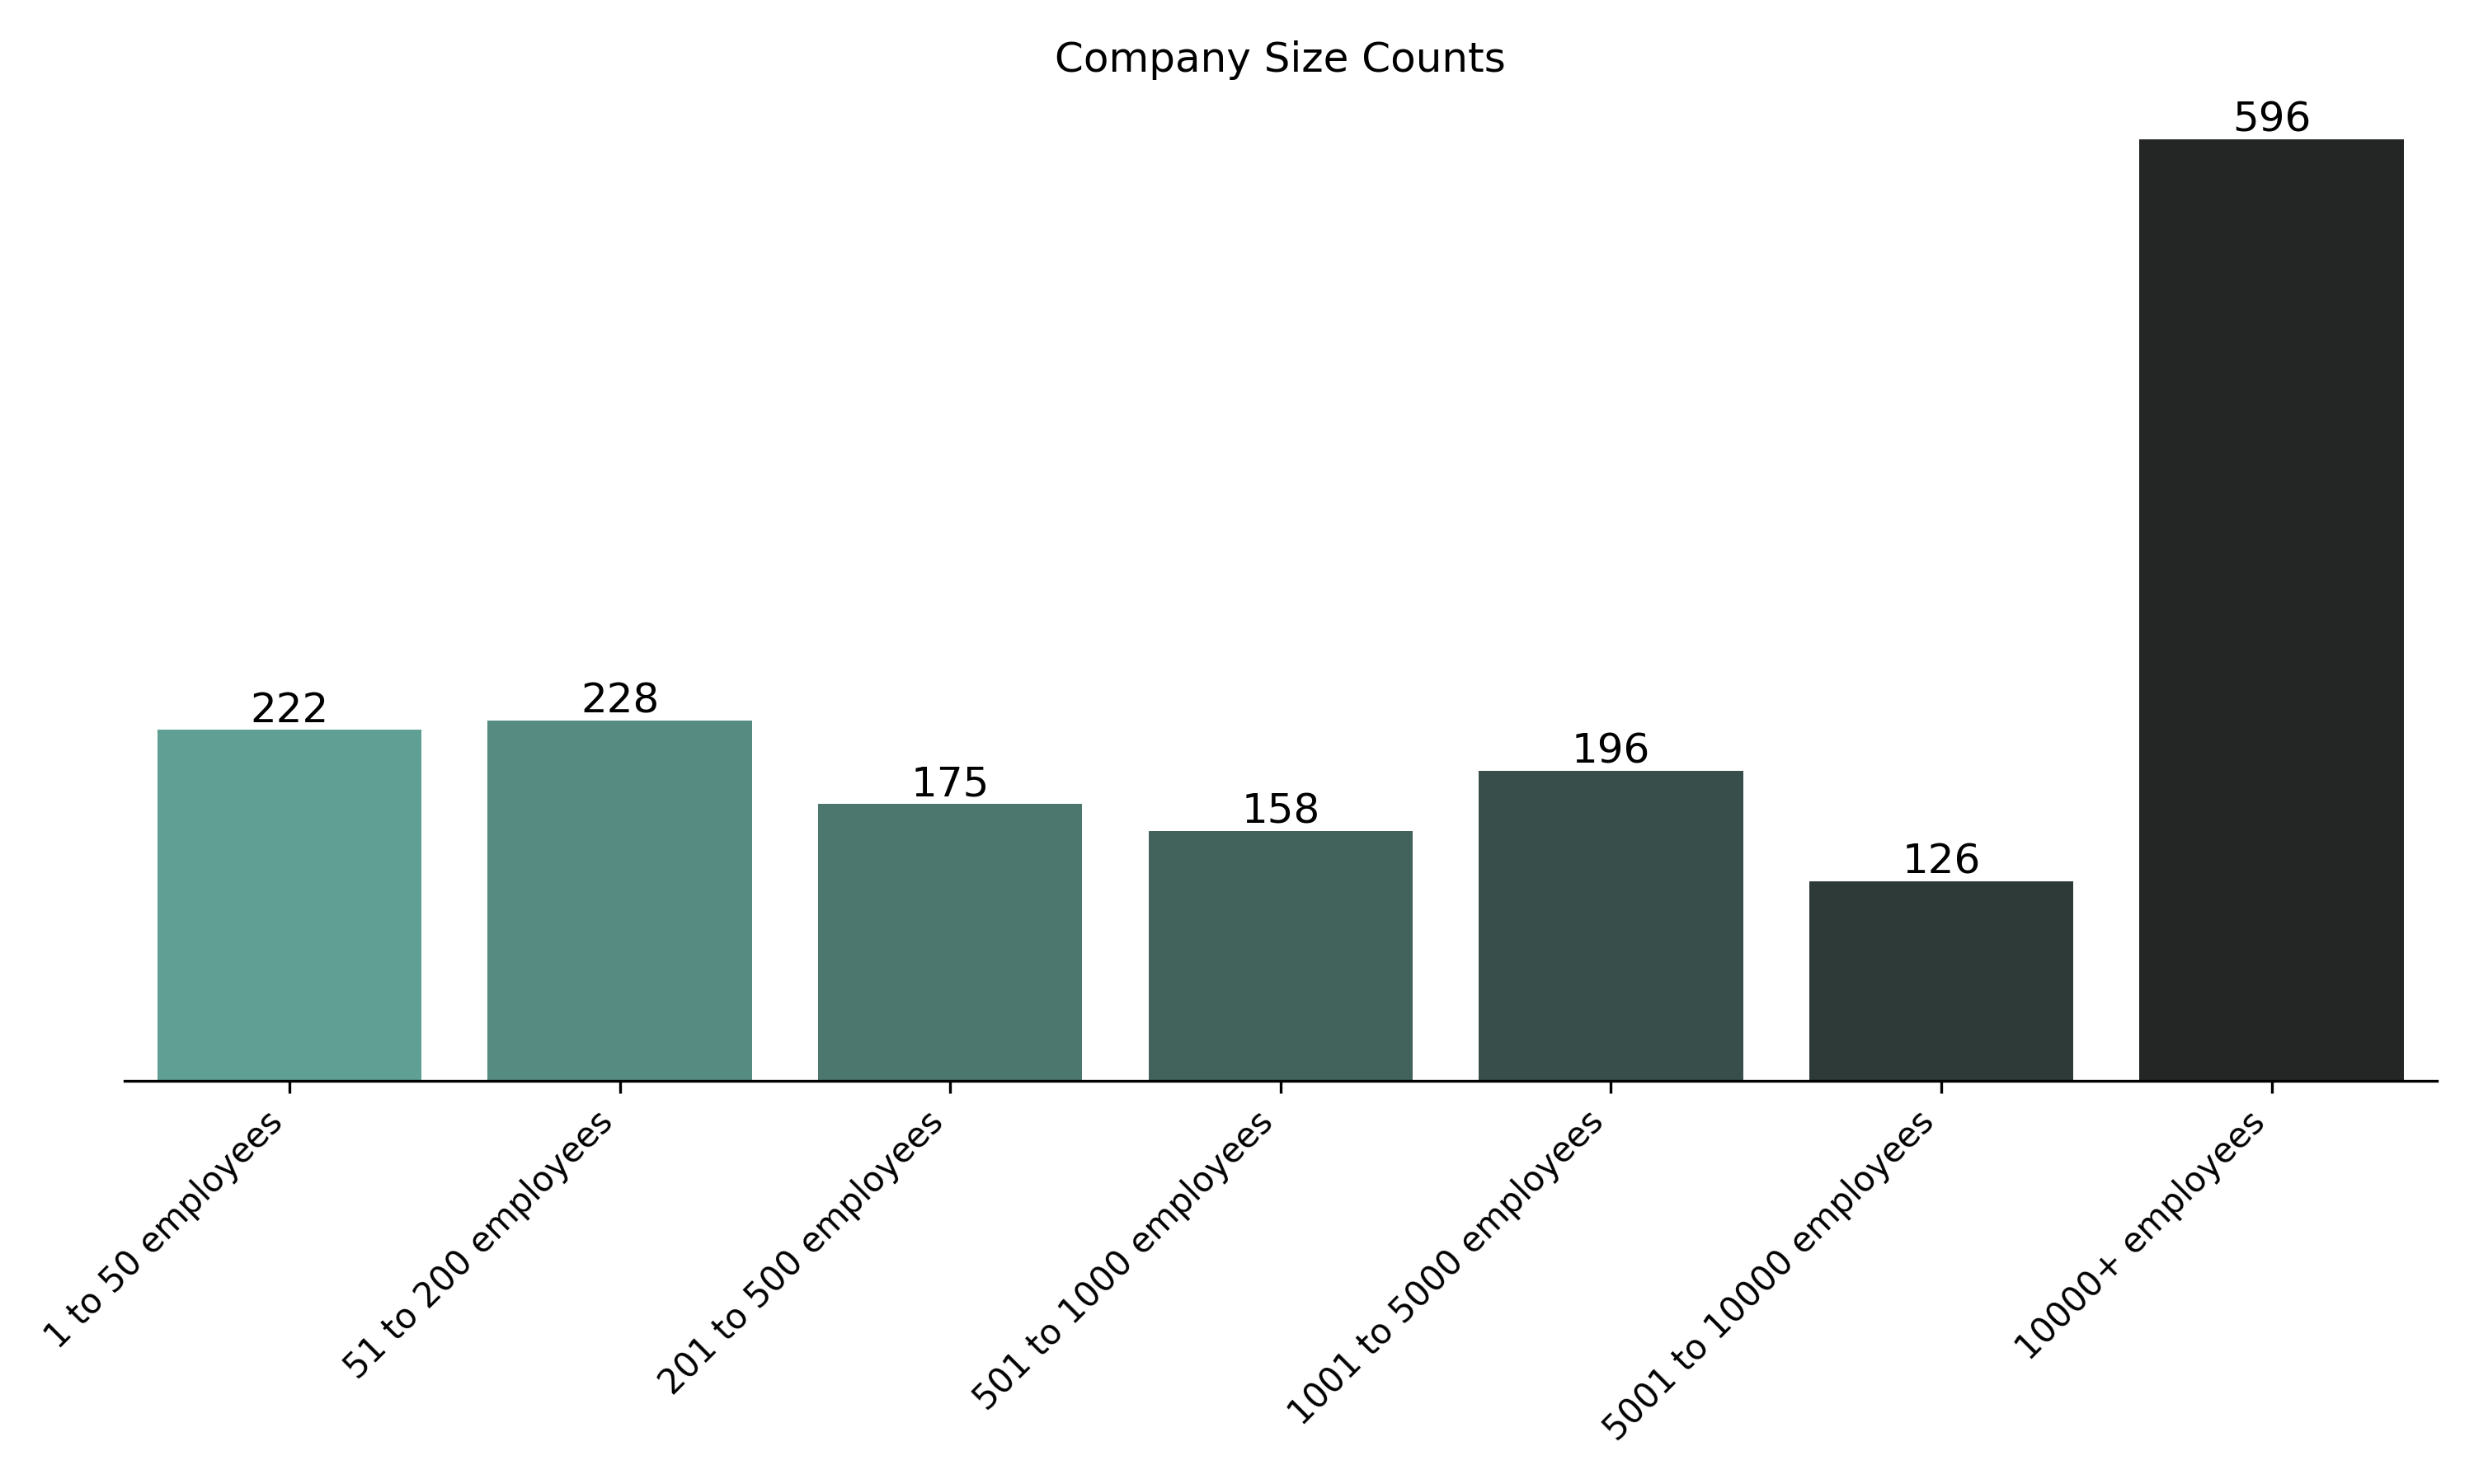 Company Size Counts
596
222
228
175
158
196
126
1 to 50 employees
51 to 200 employees
201 to 500 employees
501 to 1000 employees
1001 to 5000 employees
5001 to 10000 employees
10000+ employees